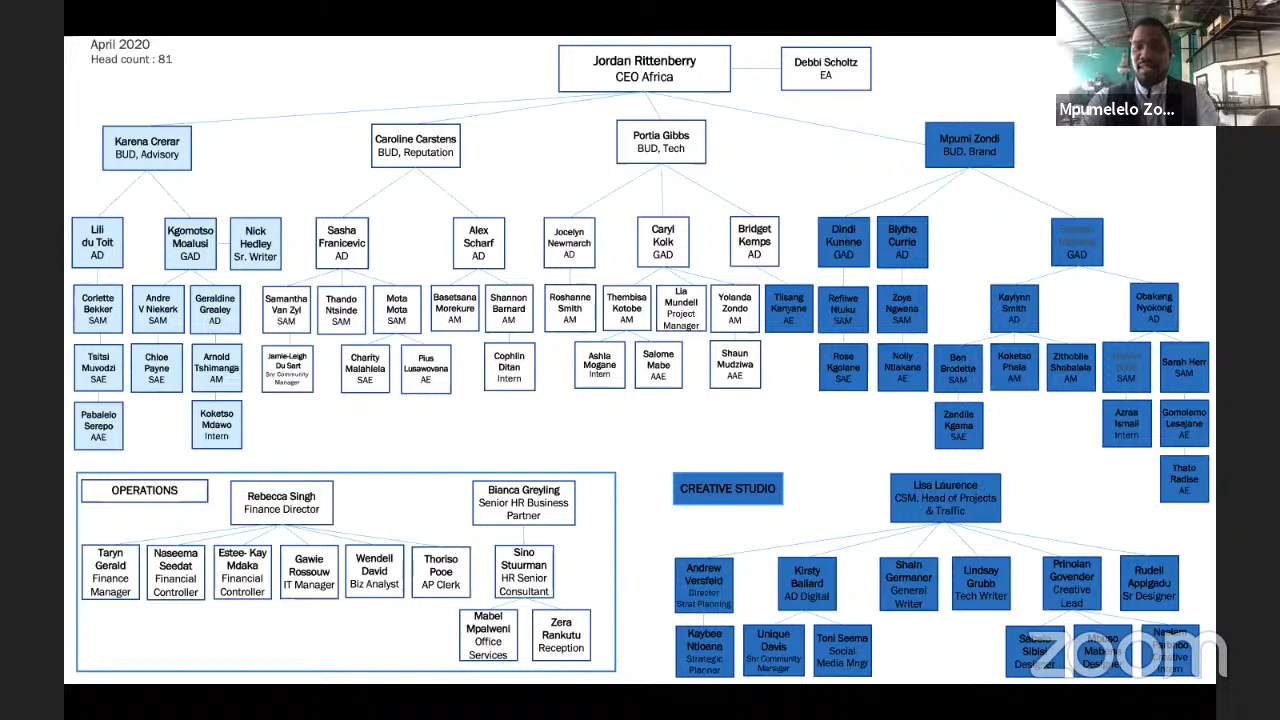 April 2020
Head count : 81
Jordan Rittenberry
CEO Africa
Debbi Scholtz
EA
Mpumelelo Zo...
Karena Crerar
BUD, Advisory
Caroline Carstens
BUD, Reputation
Portia Gibbs
BUD, Tech
Mpumi Zondi
BUD, Brand
Lili
du Toit
AD
Kgomotso
Moalusi
GAD
Nick
Hedley
Sr. Writer
Sasha
Franicevic
AD
Alex
Scharf
AD
Jocelyn
Newmarch
AD
Caryl
Kolk
GAD
Bridget
Kemps
AD
Dindi
Kunene
GAD
Blythe
Currie
AD
GAD
Corlette
Bekker
SAM
Andre
V Niekerk
SAM
Geraldine
Grealey
AD
Samantha
Van Zyl
SAM
Thando
Ntsinde
SAM
Mota
Mota
SAM
Basetsana
Morekure
AM
Shannon
Barnard
AM
Roshanne
Smith
AM
Thembisa
Kotobe
AM
Lia
Mundell
Project
Manager
Yolanda
Zondo
AM
Tlisang
Kanyane
AE
Refilwe
Ntuku
SAM
Zoya
Ngwena
SAM
Kaylynn
Smith
AD
Obakeng
Nyokong
AD
Tsitsi
Muvodzi
SAE
Chloe
Payne
SAE
Arnold
Tshimanga
AM
Jamie-Leigh
Du Sart
Snr Community
Manager
Charity
Malahlela
SAE
Pius
Lusawovana
AE
Cophlin
Ditan
Intern
Ashla
Mogane
Intern
Salome
Mabe
AAE
Shaun
Mudziwa
AAE
Rose
Kgolane
SAE
Nolly
Ntlakana
AE
Ben
Brodette
SAM
Koketso
Phala
AM
Zithobile
Shabalala
AM
SAM
Sarah Herr
SAM
Pabalelo
Serepo
AAE
Koketso
Mdawo
Intern
Zandile
Kgama
SAE
Azraa
Ismail
Intern
Gomolemo
Lesejane
AE
Thato
Radise
AE
OPERATIONS
Rebecca Singh
Finance Director
Bianca Greyling
Senior HR Business
Partner
CREATIVE STUDIO
Lisa Laurence
CSM, Head of Projects
& Traffic
Taryn
Gerald
Finance
Manager
Naseema
Seedat
Financial
Controller
Estee- Kay
Mdaka
Financial
Controller
Gawie
Rossouw
IT Manager
Wendell
David
Biz Analyst
Thoriso
Pooe
AP Clerk
Sino
Stuurman
HR Senior
Consultant
Mabel
Mpalweni
Office
Services
Zera
Rankutu
Reception
Andrew
Versfeld
Director
Strat Planning
Kirsty
Ballard
AD Digital
Shain
Germaner
General
Writer
Lindsay
Grubb
Tech Writer
Prinolan
Govender
Creative
Lead
Rudell
Appigadu
Sr Designer
Kaybee
Ntloana
Strategic
Planner
Unique
Davis
Snr Community
Manager
Toni Seema
Social
Media Mngr
Sabelo
Sibisi
Designer
Mbuso
Mabena
Designer
Creative
Intern
zoom